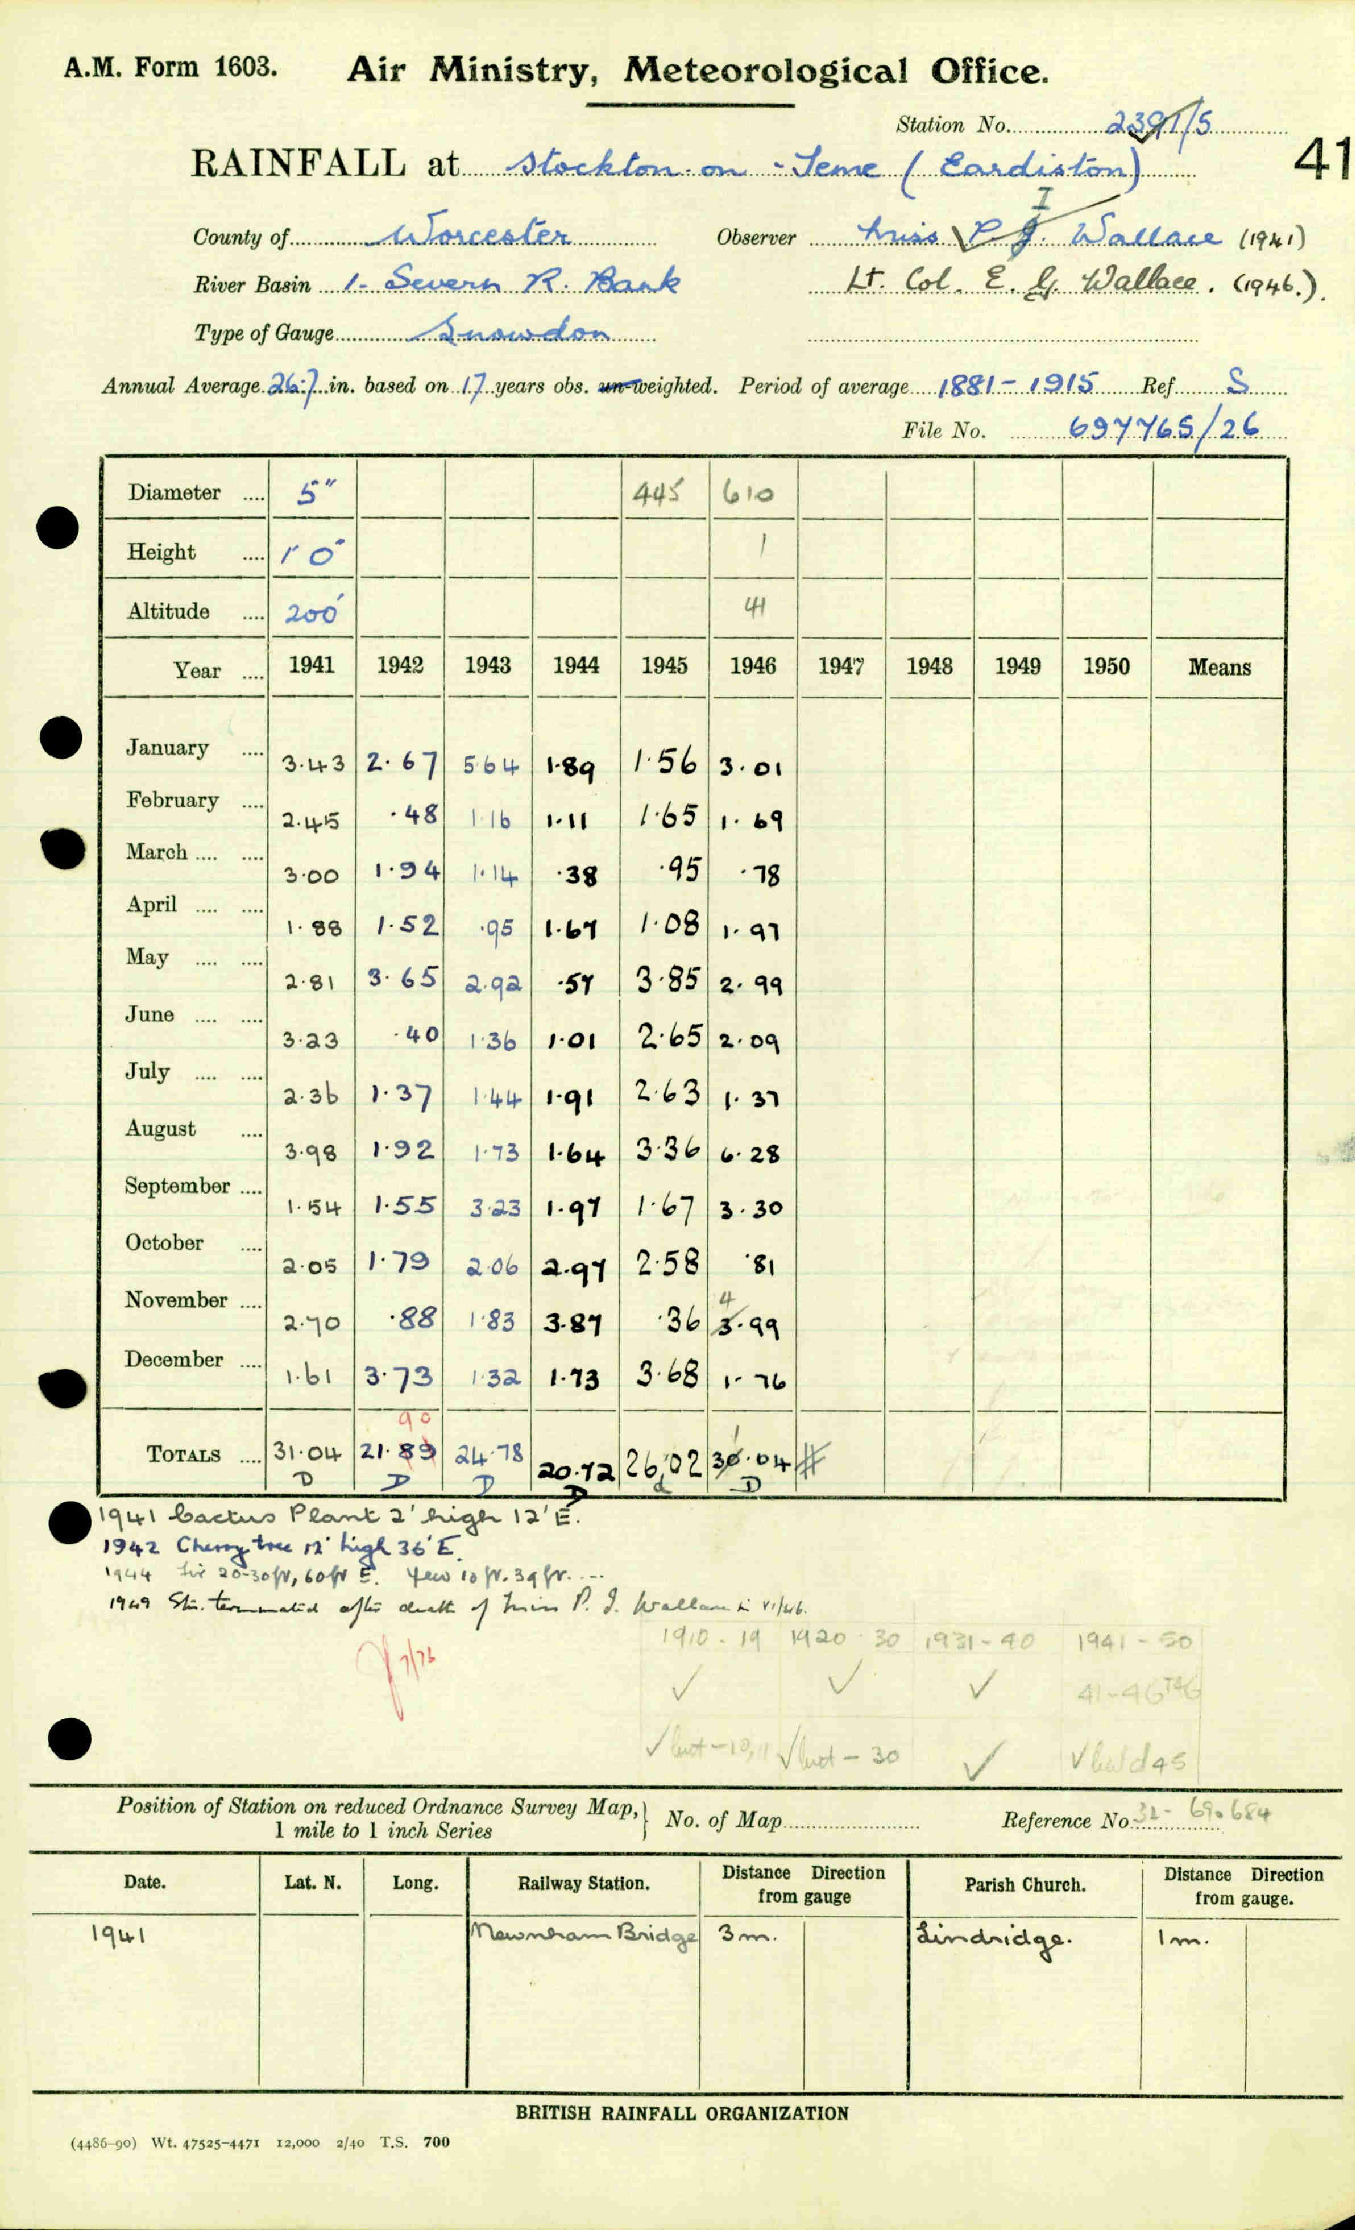 A.M. Form 1603. Air Ministry, Meteorological Office.
Station No. 2391/5
41
RAINFALL at Stockton-on-Teme (Eardiston)
County of Worcester Observer Miss P. I. Wallace (1941)
River Basin 1- Severn R. Bank Lt. Col. E. G. Wallace. (1946.).
Type of Gauge Snowdon
Annual Average 26.7 in. based on 17 years obs. un-weighted. Period of average 1881-1915 Ref. S
File No. 697765/26
Diameter .... 5" 445 610
Height .... 1' 0" 1
Altitude .... 200' 41
Year .... 1941 1942 1943 1944 1945 1946 1947 1948 1949 1950 Means
January .... 3.43 2.67 5.64 1.89 1.56 3.01
February .... 2.45 .48 1.16 1.11 1.65 1.69
March .... .... 3.00 1.94 1.14 .38 .95 .78
April .... .... 1.88 1.52 .95 1.67 1.08 1.97
May .... .... 2.81 3.65 2.92 .57 3.85 2.99
June .... .... 3.23 .40 1.36 1.01 2.65 2.09
July .... .... 2.36 1.37 1.44 1.91 2.63 1.37
August .... 3.98 1.92 1.73 1.64 3.36 6.28
September .... 1.54 1.55 3.23 1.97 1.67 3.30
October .... 2.05 1.79 2.06 2.97 2.58 .81
4
November .... 2.70 .88 1.83 3.87 .36 3.99
December .... 1.61 3.73 1.32 1.73 3.68 1.76
90 1
TOTALS .... 31.04 21.89 24.78 20.72 26.02 30.04
D D D D d D
1941 Cactus Plant 2' high 12' E.
1942 Cherry tree 12' high 36' E.
1944 Fir 20-30 ft, 60 ft E. Yew 10 ft. 39 ft. ...
1949 Stn. terminated after death of Miss P. I. Wallace in VI/46.
1910-19 1920-30 1931-40 1941-50
✓ ✓ ✓ 41-46
✓ but -10,11 ✓ but -30 ✓ ✓ 45
7/76
Position of Station on reduced Ordnance Survey Map, 1 mile to 1 inch Series } No. of Map Reference No. 32- 690684
Date. Lat. N. Long. Railway Station. Distance Direction from gauge Parish Church. Distance Direction from gauge.
1941 Newnham Bridge 3 m. Lindridge. 1 m.
BRITISH RAINFALL ORGANIZATION
(4486-90) Wt. 47525-4471 12,000 2/40 T.S. 700